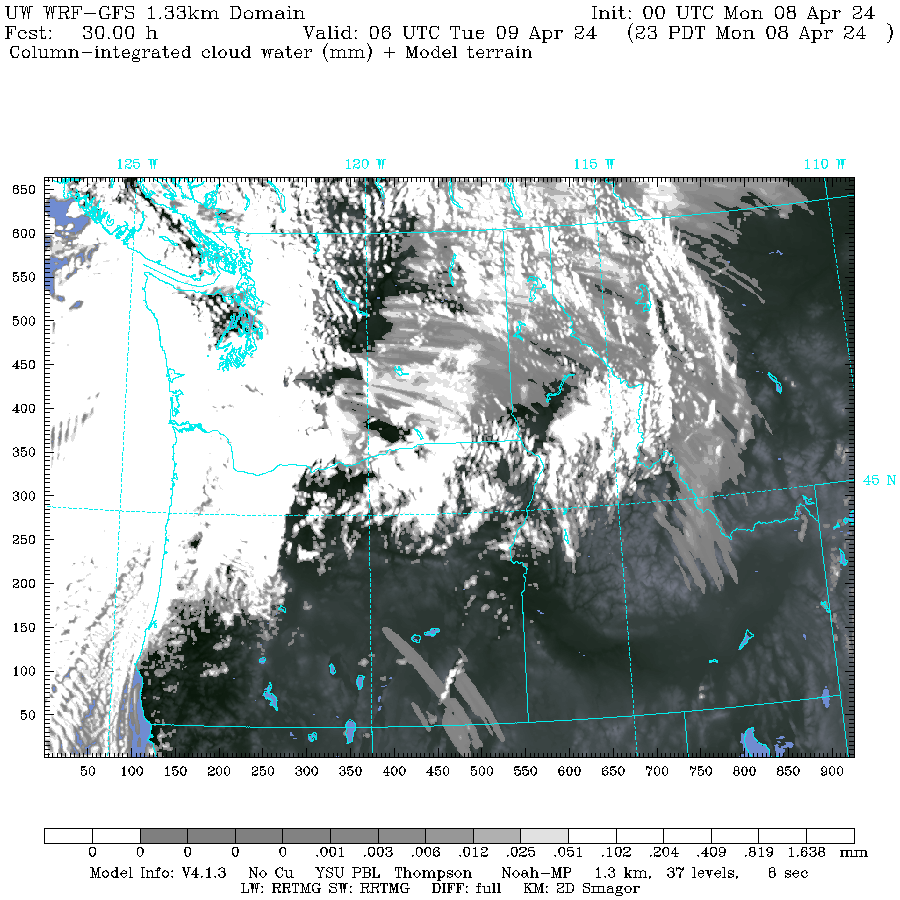 UW WRF-GFS 1.33km Domain Init: 00 UTC Mon 08 Apr 24
Fcst: 30.00 h Valid: 06 UTC Tue 09 Apr 24 (23 PDT Mon 08 Apr 24 )
Column-integrated cloud water (mm) + Model terrain
125 W 120 W 115 W 110 W
650
600
550
500
450
400
350
45 N
300
250
200
150
100
50
50 100 150 200 250 300 350 400 450 500 550 600 650 700 750 800 850 900
0 0 0 0 0 .001 .003 .006 .012 .025 .051 .102 .204 .409 .819 1.638 mm
Model Info: V4.1.3 No Cu YSU PBL Thompson Noah-MP 1.3 km, 37 levels, 8 sec
LW: RRTMG SW: RRTMG DIFF: full KM: 2D Smagor